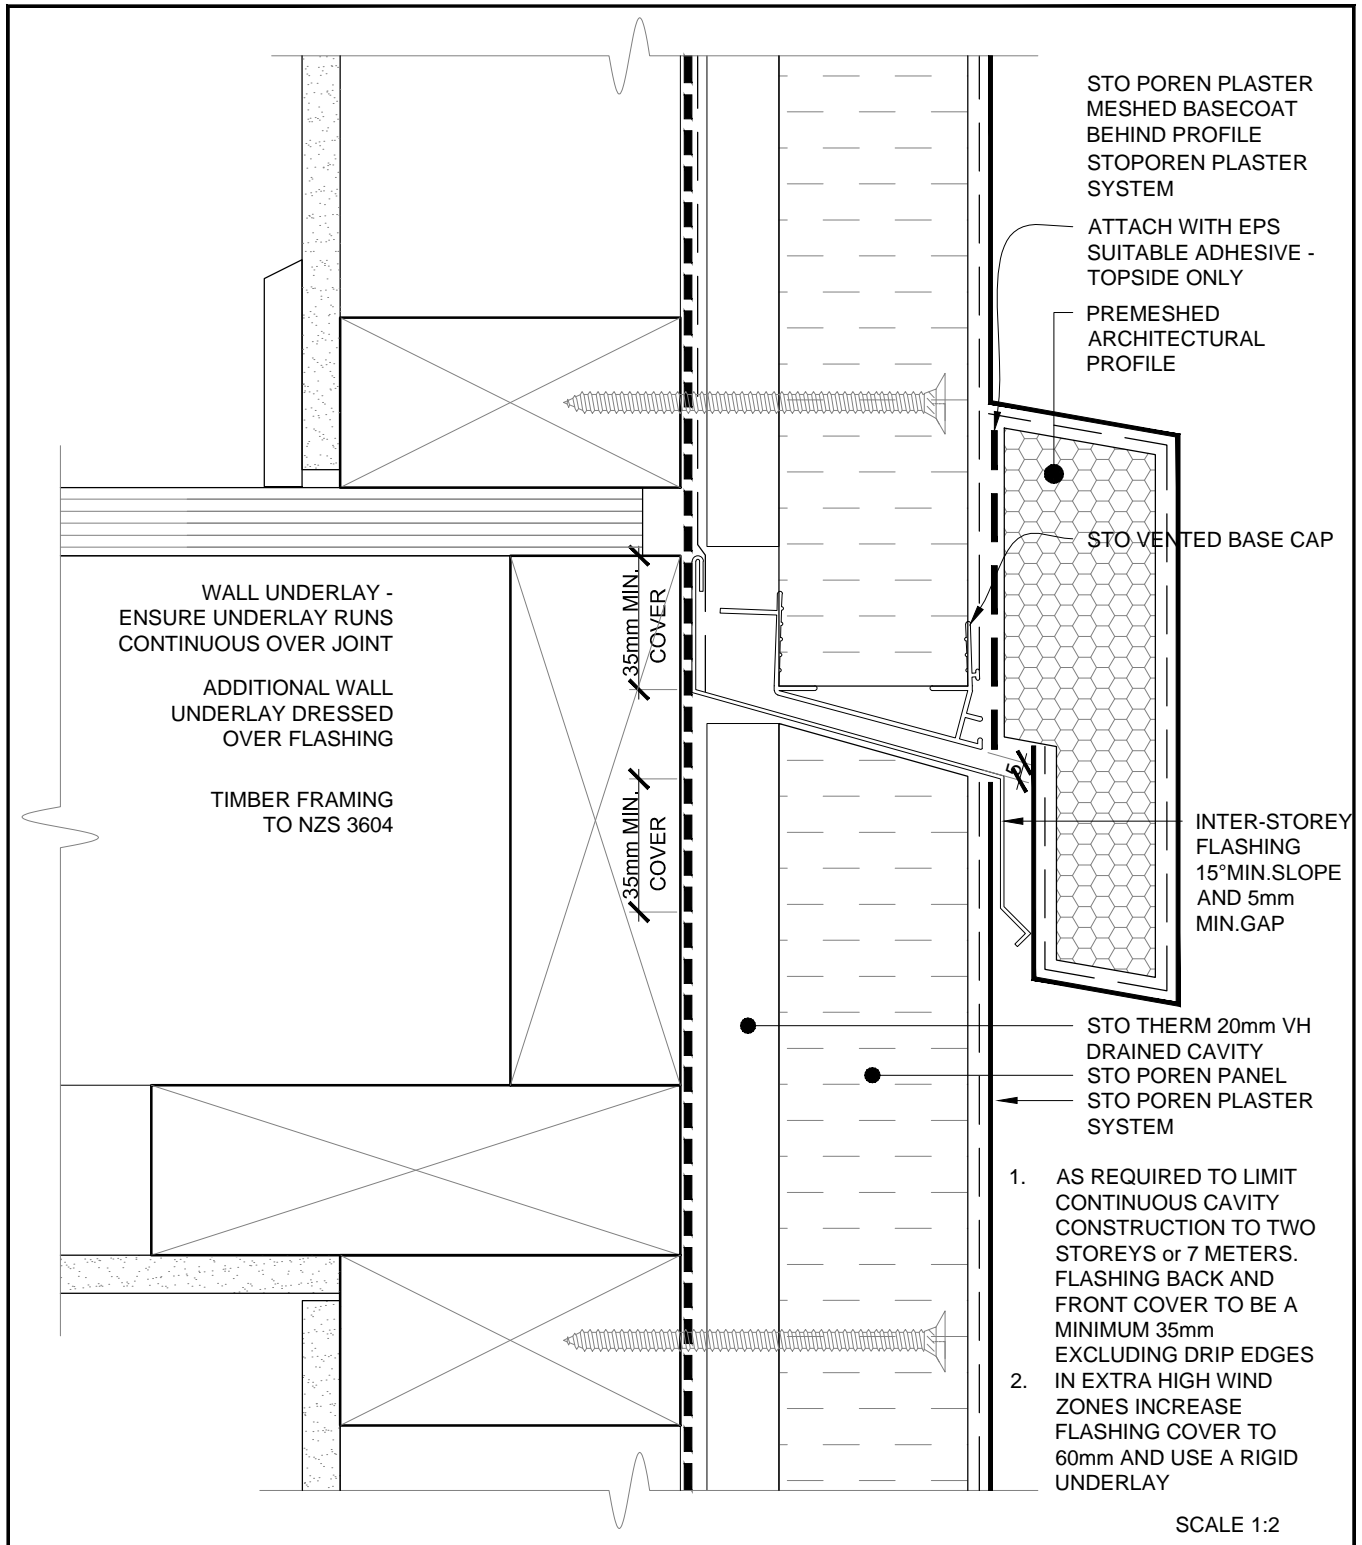 STO POREN PLASTER
MESHED BASECOAT
BEHIND PROFILE
STOPOREN PLASTER
SYSTEM
ATTACH WITH EPS
SUITABLE ADHESIVE -
TOPSIDE ONLY
PREMESHED
ARCHITECTURAL
PROFILE
STO VENTED BASE CAP
WALL UNDERLAY -
ENSURE UNDERLAY RUNS
CONTINUOUS OVER JOINT
ADDITIONAL WALL
UNDERLAY DRESSED
OVER FLASHING
TIMBER FRAMING
TO NZS 3604
35mm MIN.
COVER
35mm MIN.
COVER
5
INTER-STOREY
FLASHING
15°MIN.SLOPE
AND 5mm
MIN.GAP
STO THERM 20mm VH
DRAINED CAVITY
STO POREN PANEL
STO POREN PLASTER
SYSTEM
1. AS REQUIRED TO LIMIT
CONTINUOUS CAVITY
CONSTRUCTION TO TWO
STOREYS or 7 METERS.
FLASHING BACK AND
FRONT COVER TO BE A
MINIMUM 35mm
EXCLUDING DRIP EDGES
2. IN EXTRA HIGH WIND
ZONES INCREASE
FLASHING COVER TO
60mm AND USE A RIGID
UNDERLAY
SCALE 1:2